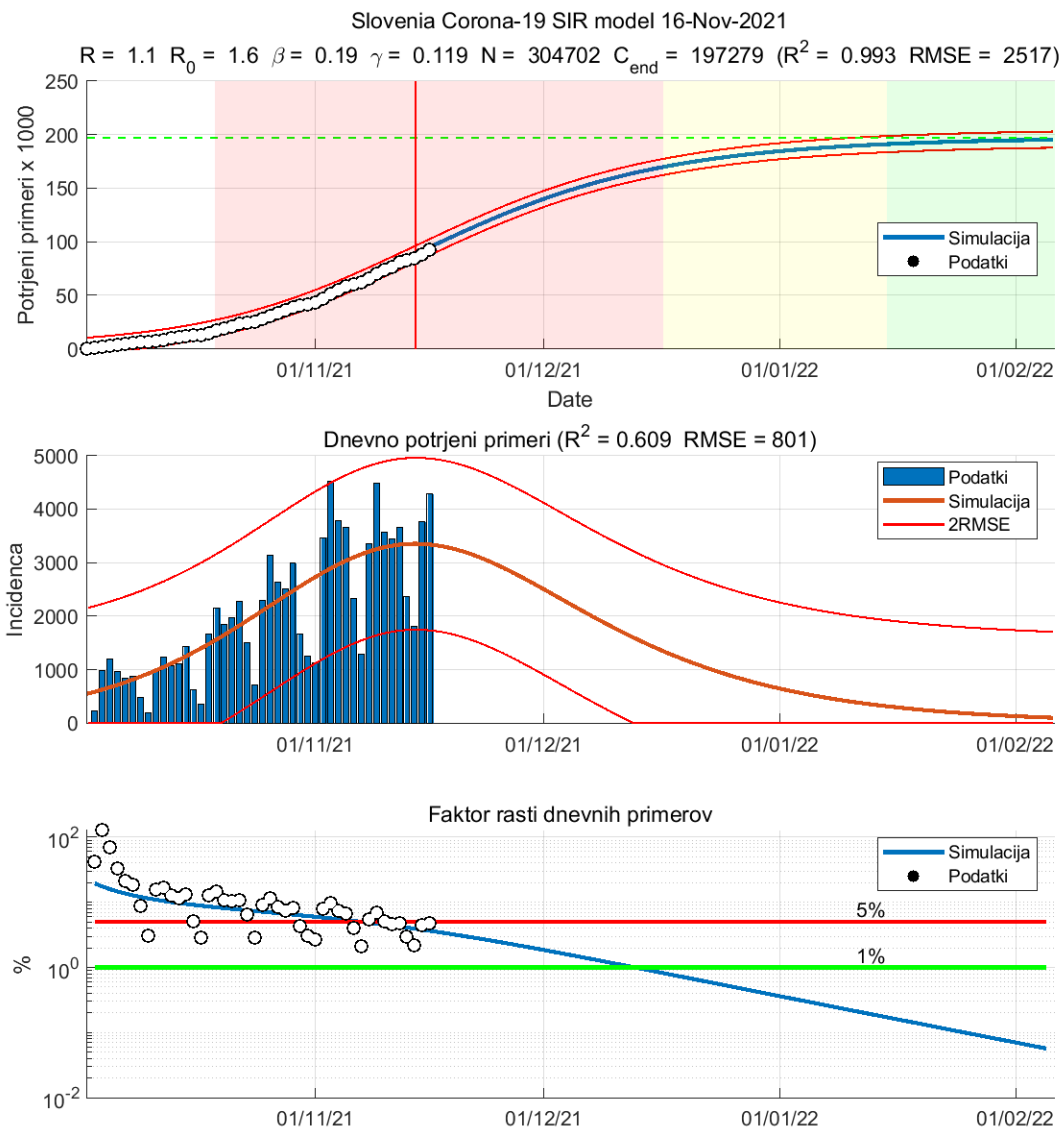 Slovenia Corona-19 SIR model 16-Nov-2021
R = 1.1 R0 = 1.6 β = 0.19 γ = 0.119 N = 304702 Cend = 197279 (R2 = 0.993 RMSE = 2517)
Potrjeni primeri x 1000
250
200
150
100
50
0
Simulacija
Podatki
01/11/21 01/12/21 01/01/22 01/02/22
Date
Dnevno potrjeni primeri (R2 = 0.609 RMSE = 801)
Incidenca
5000
4000
3000
2000
1000
0
Podatki
Simulacija
2RMSE
01/11/21 01/12/21 01/01/22 01/02/22
Faktor rasti dnevnih primerov
%
10^2
10^0
10^-2
Simulacija
Podatki
5%
1%
01/11/21 01/12/21 01/01/22 01/02/22